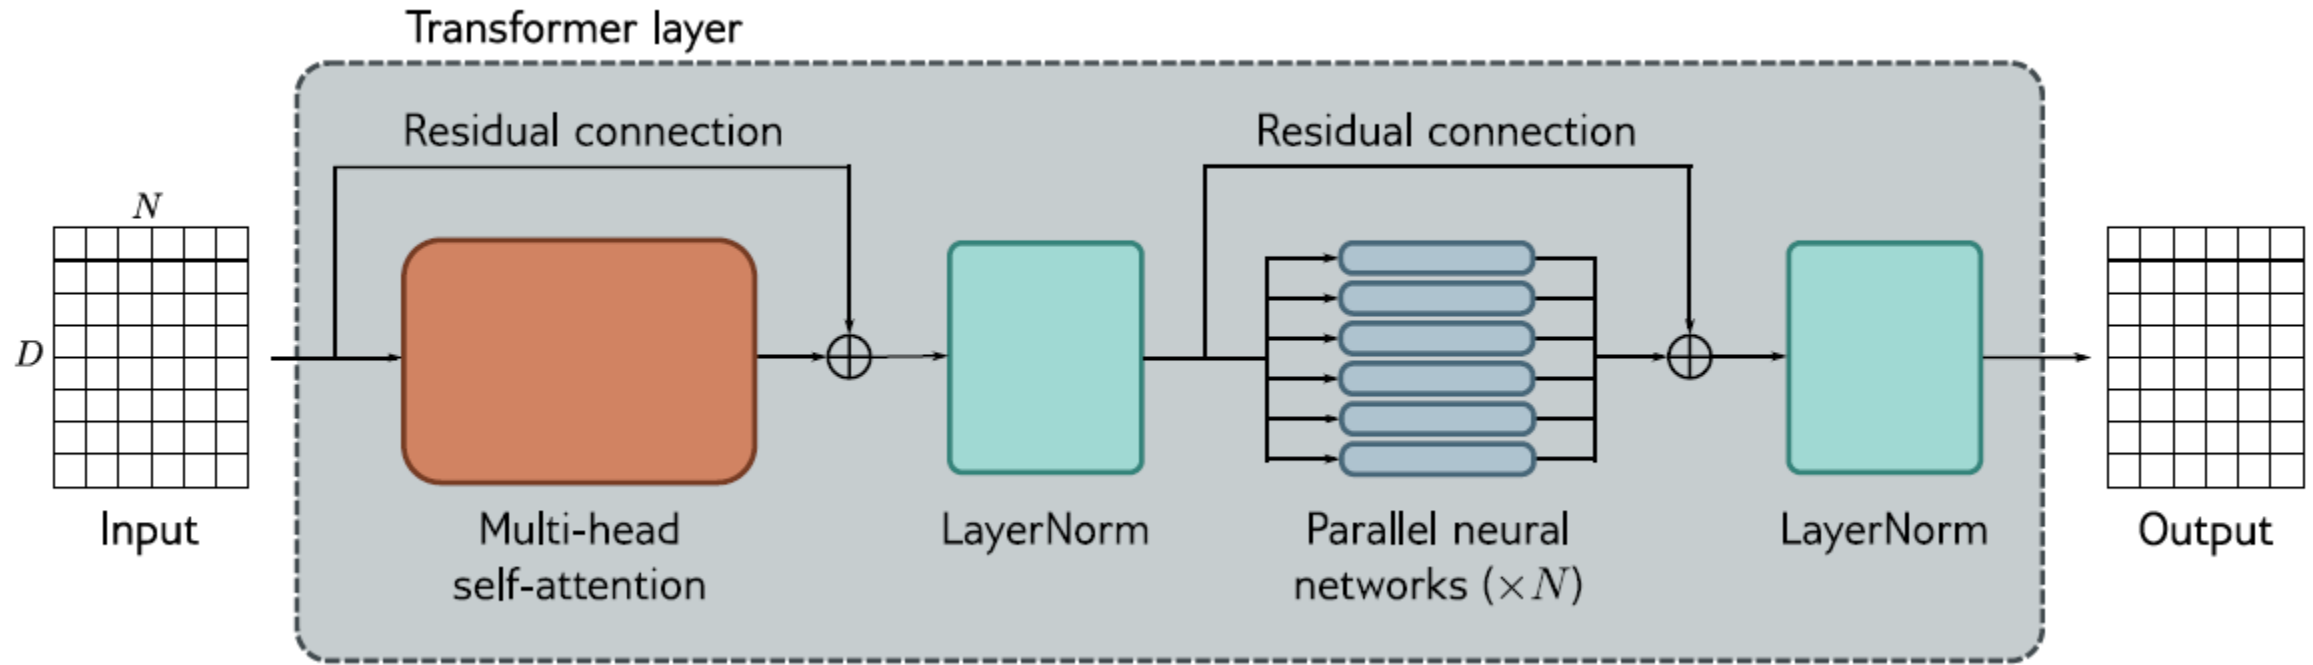 Transformer layer
Residual connection
Residual connection
N
D
Input
Multi-head
self-attention
LayerNorm
Parallel neural
networks (×N)
LayerNorm
Output